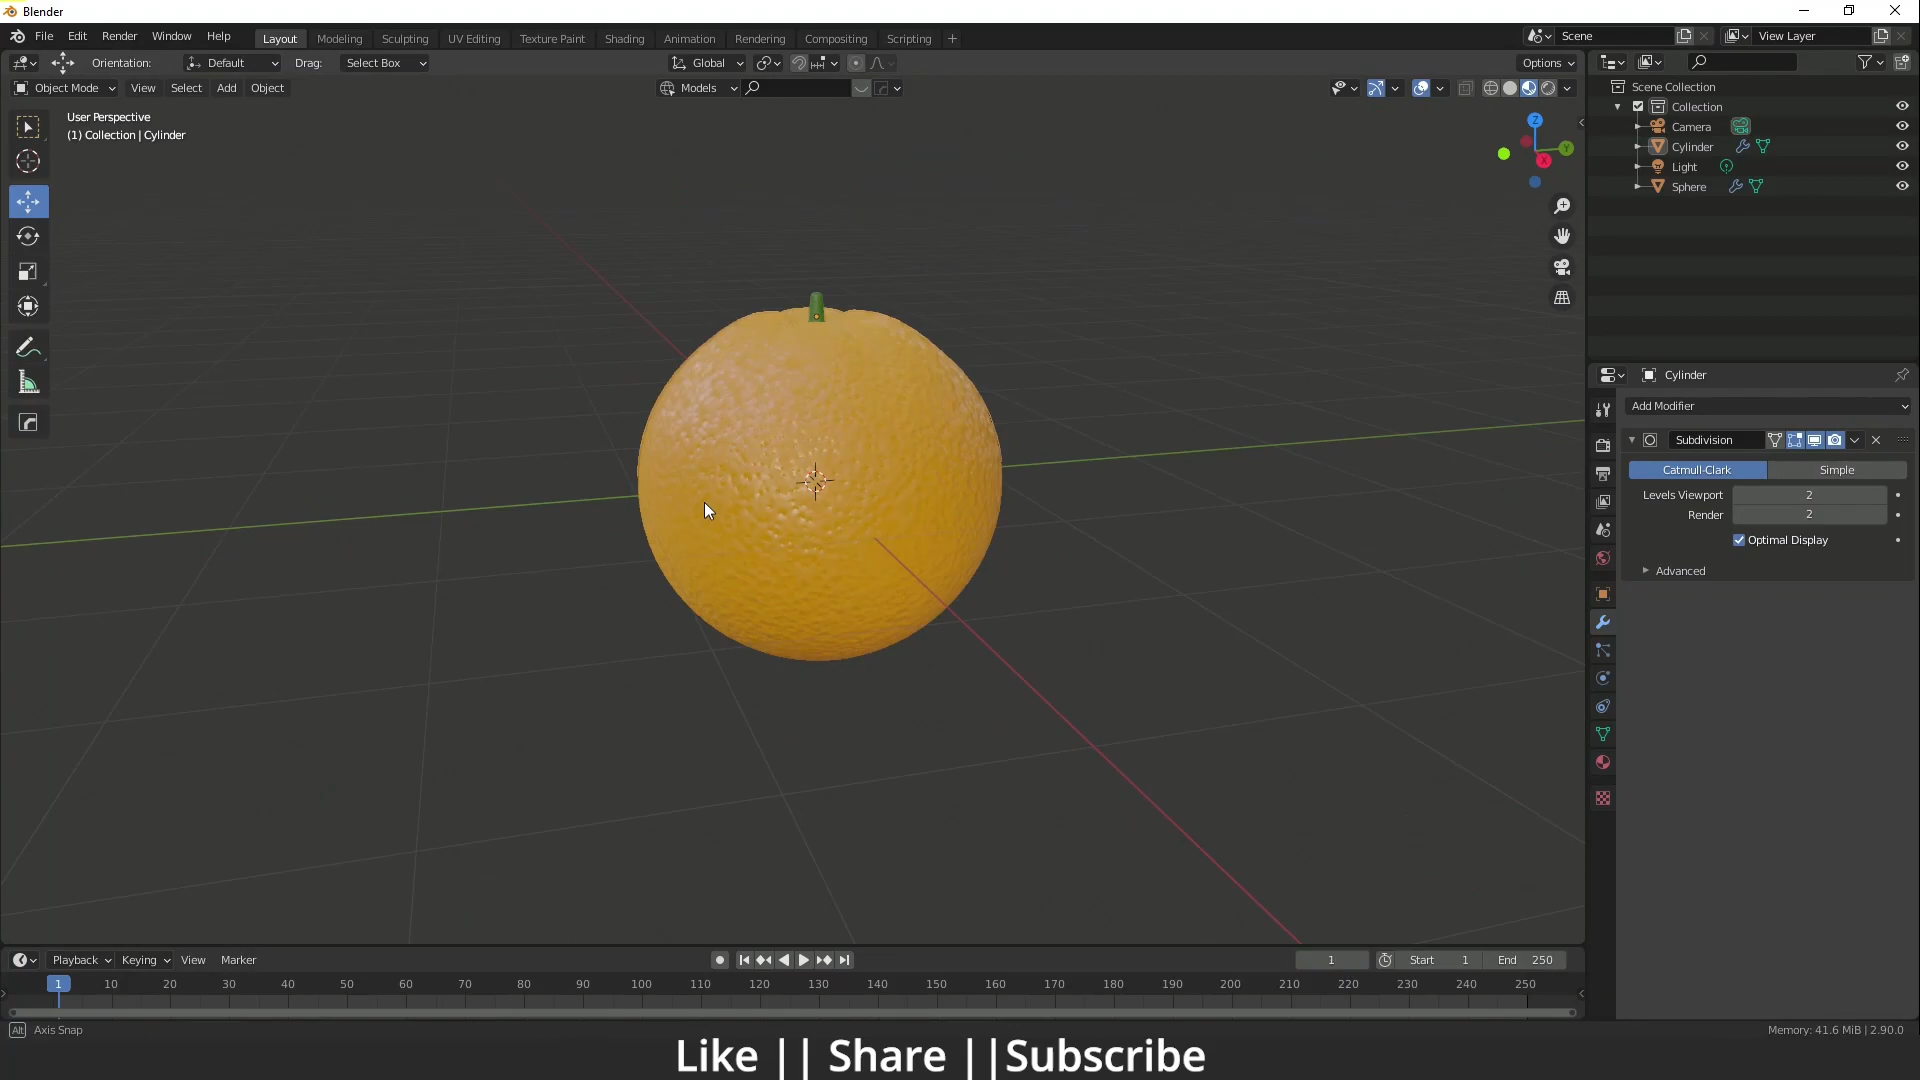 Blender
File Edit Render Window Help
Layout Modeling Sculpting UV Editing Texture Paint Shading Animation Rendering Compositing Scripting +
Scene
View Layer
Orientation: Default Drag: Select Box
Global
Options
Object Mode View Select Add Object
Models
User Perspective
(1) Collection | Cylinder
Z
Y
X
Scene Collection
Collection
Camera
Cylinder
Light
Sphere
Cylinder
Add Modifier
Subdivision
Catmull-Clark Simple
Levels Viewport 2
Render 2
Optimal Display
Advanced
Playback Keying View Marker
1 Start 1 End 250
1 10 20 30 40 50 60 70 80 90 100 110 120 130 140 150 160 170 180 190 200 210 220 230 240 250
Alt Axis Snap
Memory: 41.6 MiB | 2.90.0
Like || Share ||Subscribe